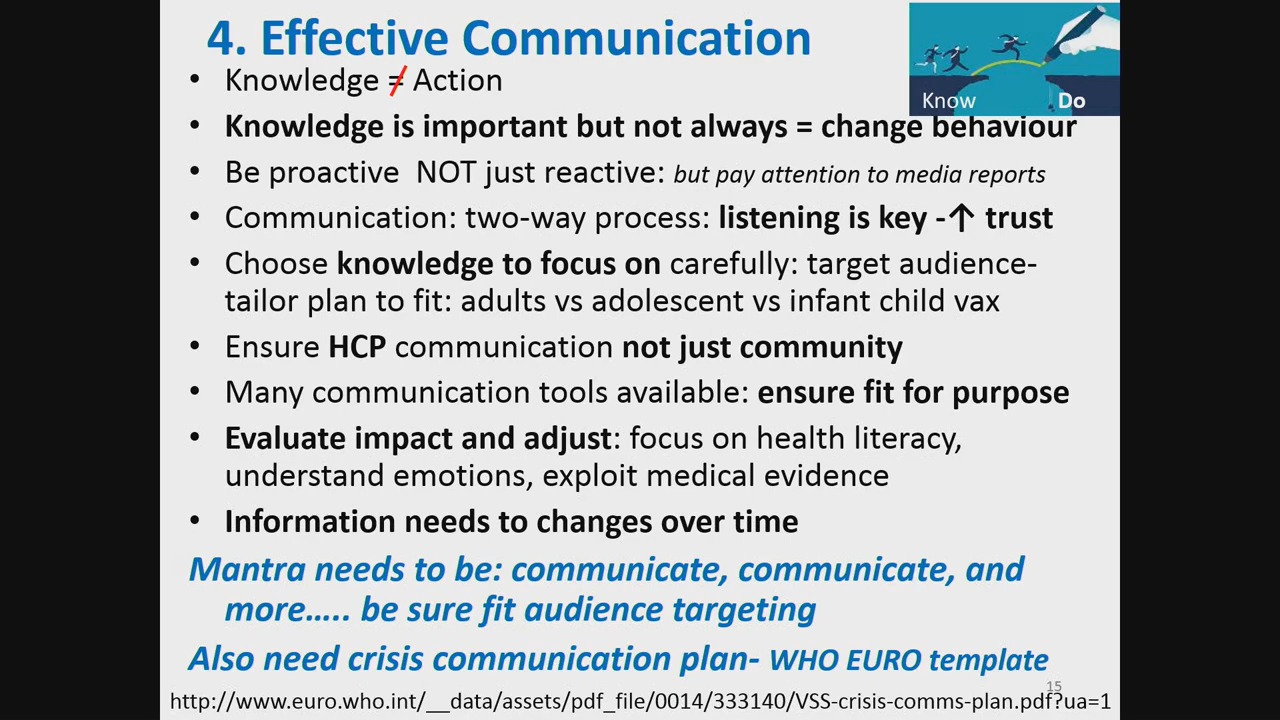 4. Effective Communication
Know Do
• Knowledge ≠ Action
• Knowledge is important but not always = change behaviour
• Be proactive NOT just reactive: but pay attention to media reports
• Communication: two-way process: listening is key -↑ trust
• Choose knowledge to focus on carefully: target audience-
tailor plan to fit: adults vs adolescent vs infant child vax
• Ensure HCP communication not just community
• Many communication tools available: ensure fit for purpose
• Evaluate impact and adjust: focus on health literacy,
understand emotions, exploit medical evidence
• Information needs to changes over time
Mantra needs to be: communicate, communicate, and
more..... be sure fit audience targeting
Also need crisis communication plan- WHO EURO template
15
http://www.euro.who.int/__data/assets/pdf_file/0014/333140/VSS-crisis-comms-plan.pdf?ua=1